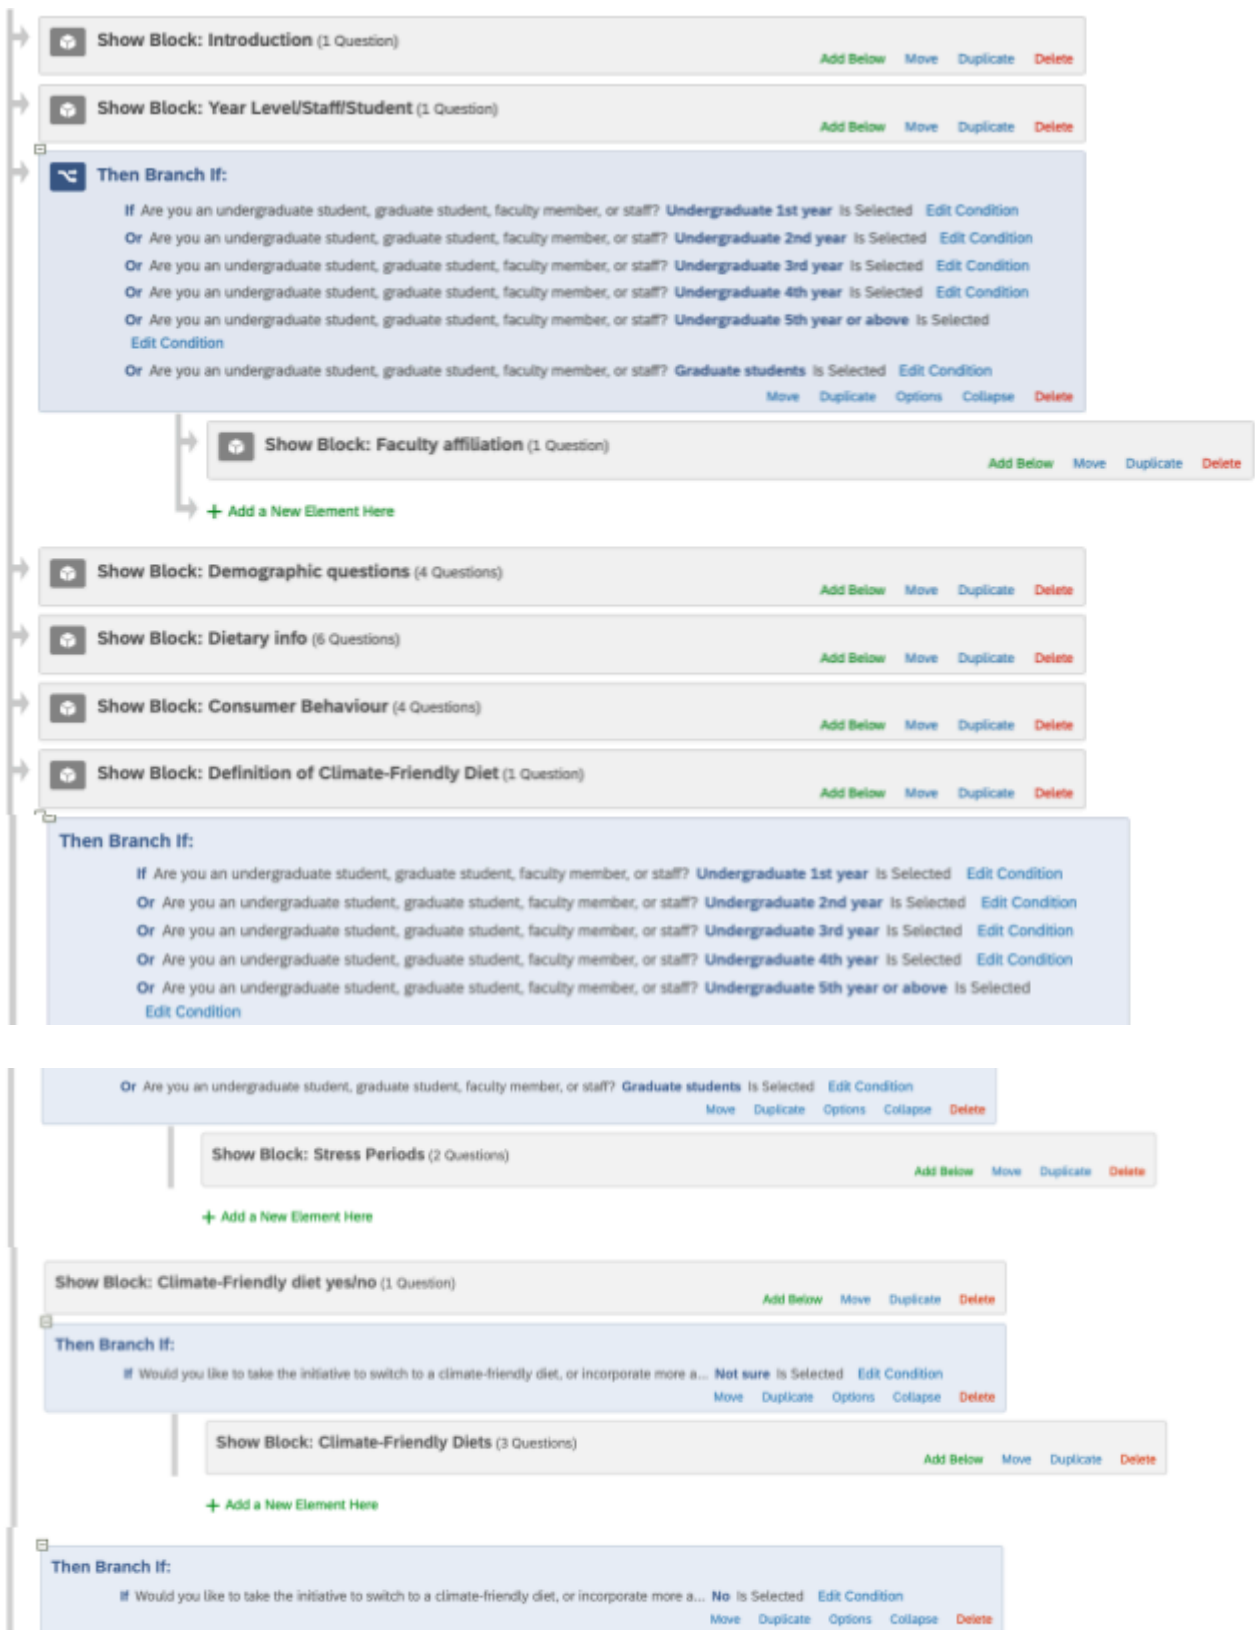 Show Block: Introduction (1 Question)
Add Below Move Duplicate Delete
Show Block: Year Level/Staff/Student (1 Question)
Add Below Move Duplicate Delete
Then Branch If:
If Are you an undergraduate student, graduate student, faculty member, or staff? Undergraduate 1st year Is Selected Edit Condition
Or Are you an undergraduate student, graduate student, faculty member, or staff? Undergraduate 2nd year Is Selected Edit Condition
Or Are you an undergraduate student, graduate student, faculty member, or staff? Undergraduate 3rd year Is Selected Edit Condition
Or Are you an undergraduate student, graduate student, faculty member, or staff? Undergraduate 4th year Is Selected Edit Condition
Or Are you an undergraduate student, graduate student, faculty member, or staff? Undergraduate 5th year or above Is Selected
Edit Condition
Or Are you an undergraduate student, graduate student, faculty member, or staff? Graduate students Is Selected Edit Condition
Move Duplicate Options Collapse Delete
Show Block: Faculty affiliation (1 Question)
Add Below Move Duplicate Delete
+ Add a New Element Here
Show Block: Demographic questions (4 Questions)
Add Below Move Duplicate Delete
Show Block: Dietary info (6 Questions)
Add Below Move Duplicate Delete
Show Block: Consumer Behaviour (4 Questions)
Add Below Move Duplicate Delete
Show Block: Definition of Climate-Friendly Diet (1 Question)
Add Below Move Duplicate Delete
Then Branch If:
If Are you an undergraduate student, graduate student, faculty member, or staff? Undergraduate 1st year Is Selected Edit Condition
Or Are you an undergraduate student, graduate student, faculty member, or staff? Undergraduate 2nd year Is Selected Edit Condition
Or Are you an undergraduate student, graduate student, faculty member, or staff? Undergraduate 3rd year Is Selected Edit Condition
Or Are you an undergraduate student, graduate student, faculty member, or staff? Undergraduate 4th year Is Selected Edit Condition
Or Are you an undergraduate student, graduate student, faculty member, or staff? Undergraduate 5th year or above Is Selected
Edit Condition
Or Are you an undergraduate student, graduate student, faculty member, or staff? Graduate students Is Selected Edit Condition
Move Duplicate Options Collapse Delete
Show Block: Stress Periods (2 Questions)
Add Below Move Duplicate Delete
+ Add a New Element Here
Show Block: Climate-Friendly diet yes/no (1 Question)
Add Below Move Duplicate Delete
Then Branch If:
If Would you like to take the initiative to switch to a climate-friendly diet, or incorporate more a... Not sure Is Selected Edit Condition
Move Duplicate Options Collapse Delete
Show Block: Climate-Friendly Diets (3 Questions)
Add Below Move Duplicate Delete
+ Add a New Element Here
Then Branch If:
If Would you like to take the initiative to switch to a climate-friendly diet, or incorporate more a... No Is Selected Edit Condition
Move Duplicate Options Collapse Delete